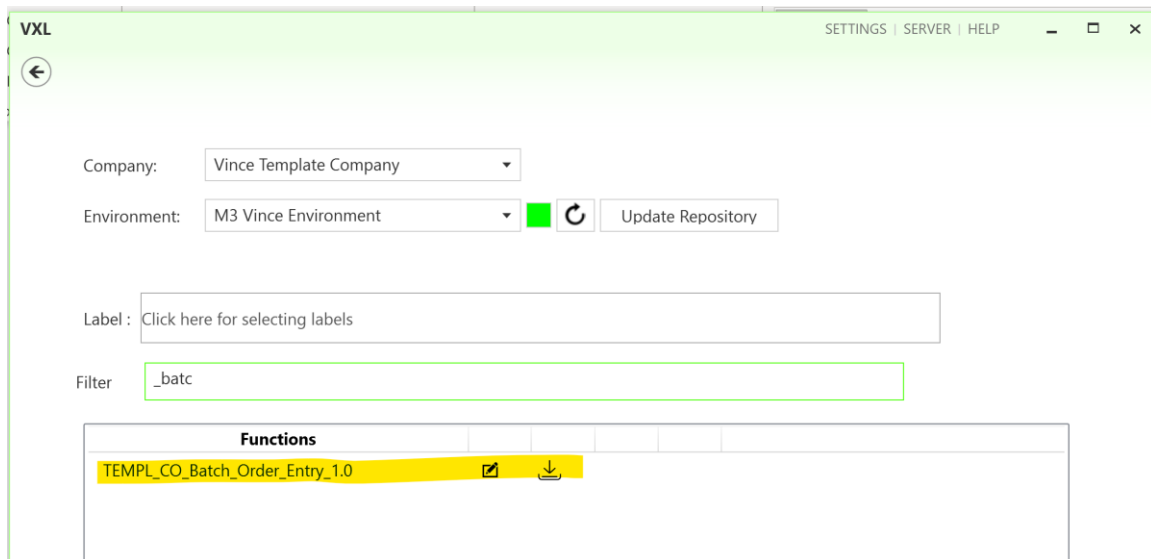 VXL SETTINGS | SERVER | HELP
Company: Vince Template Company
Environment: M3 Vince Environment Update Repository
Label : Click here for selecting labels
Filter _batc
Functions
TEMPL_CO_Batch_Order_Entry_1.0